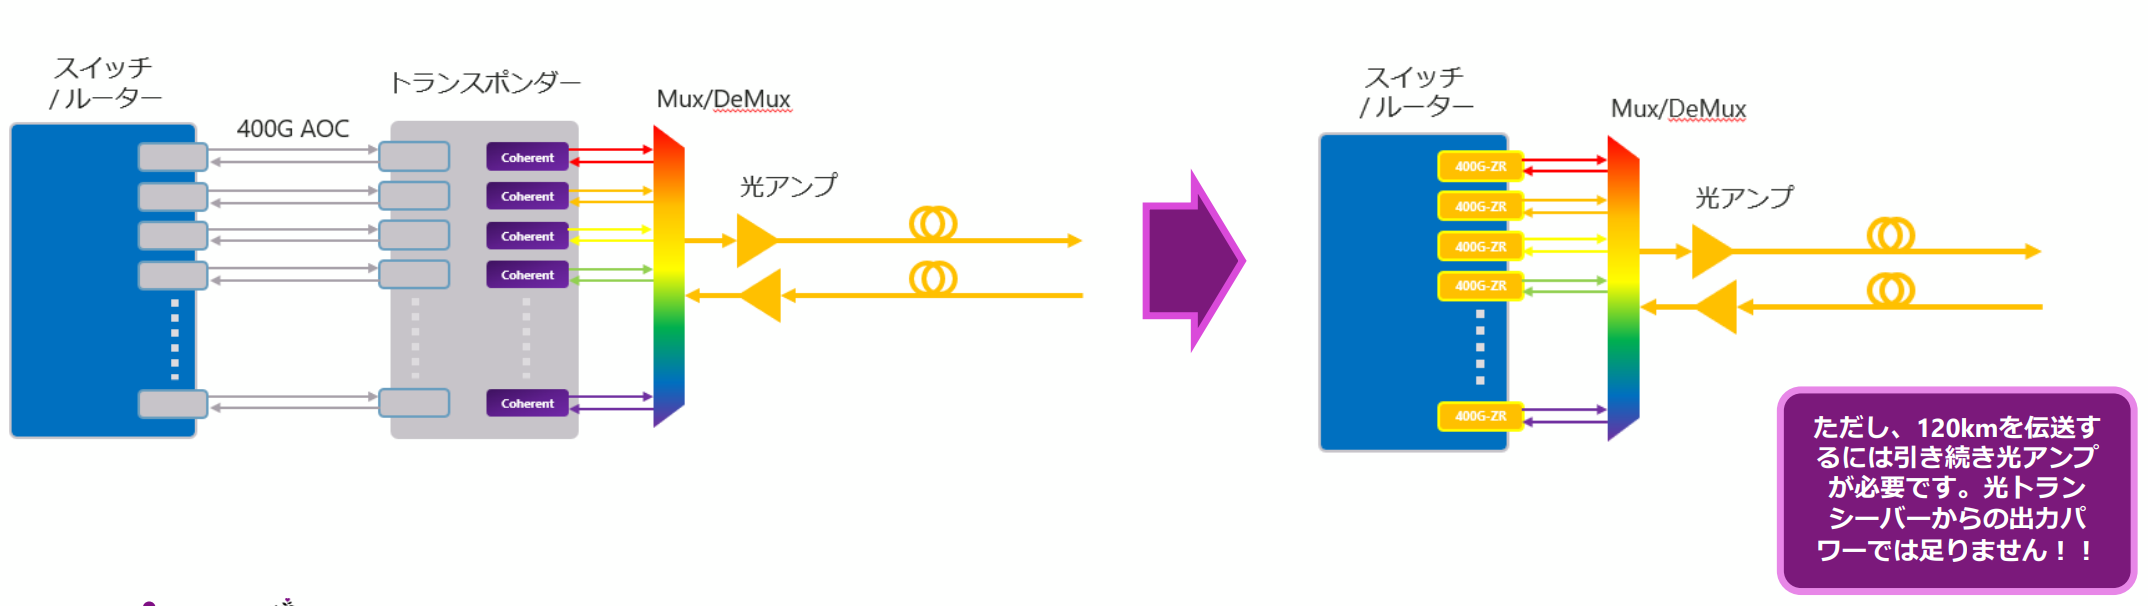 スイッチ
/ ルーター
400G AOC
トランスポンダー
Coherent
Coherent
Coherent
Coherent
Coherent
Mux/DeMux
光アンプ
スイッチ
/ ルーター
400G-ZR
400G-ZR
400G-ZR
400G-ZR
400G-ZR
Mux/DeMux
光アンプ
ただし、120kmを伝送す
るには引き続き光アンプ
が必要です。光トラン
シーバーからの出力パ
ワーでは足りません！！